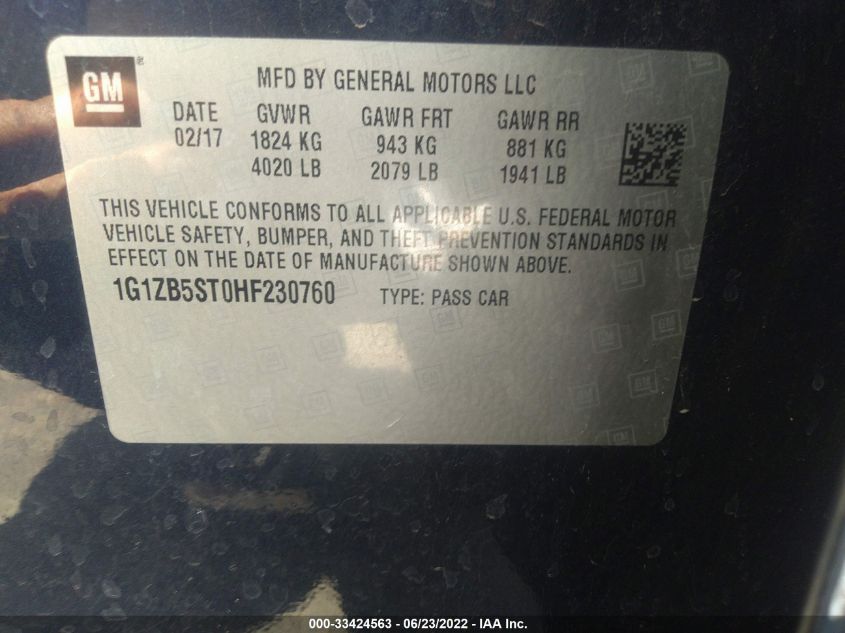 GM
MFD BY GENERAL MOTORS LLC
DATE GVWR GAWR FRT GAWR RR
02/17 1824 KG 943 KG 881 KG
4020 LB 2079 LB 1941 LB
THIS VEHICLE CONFORMS TO ALL APPLICABLE U.S. FEDERAL MOTOR
VEHICLE SAFETY, BUMPER, AND THEFT PREVENTION STANDARDS IN
EFFECT ON THE DATE OF MANUFACTURE SHOWN ABOVE.
1G1ZB5ST0HF230760 TYPE: PASS CAR
000-33424563 - 06/23/2022 - IAA Inc.